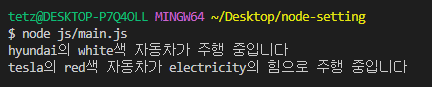 tetz@DESKTOP-P7Q4OLL MINGW64 ~/Desktop/node-setting
$ node js/main.js
hyundai의 white색 자동차가 주행 중입니다
tesla의 red색 자동차가 electricity의 힘으로 주행 중입니다